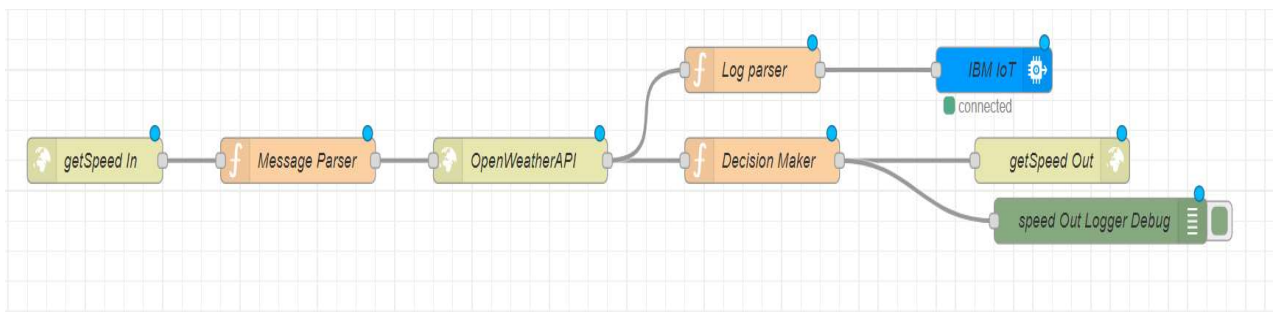 Log parser
IBM IoT
connected
getSpeed In
Message Parser
OpenWeatherAPI
Decision Maker
getSpeed Out
speed Out Logger Debug